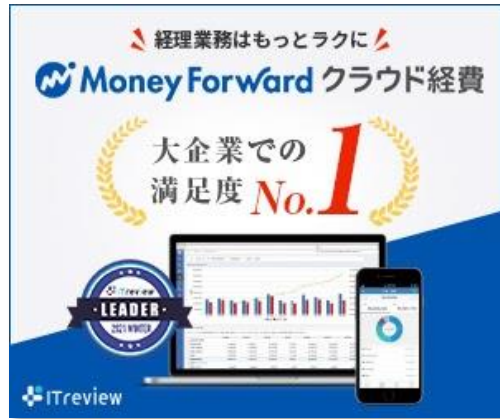 経理業務はもっとラクに
Money Forward クラウド経費
大企業での
満足度 No.1
ITreview
LEADER
2021 WINTER
ITreview